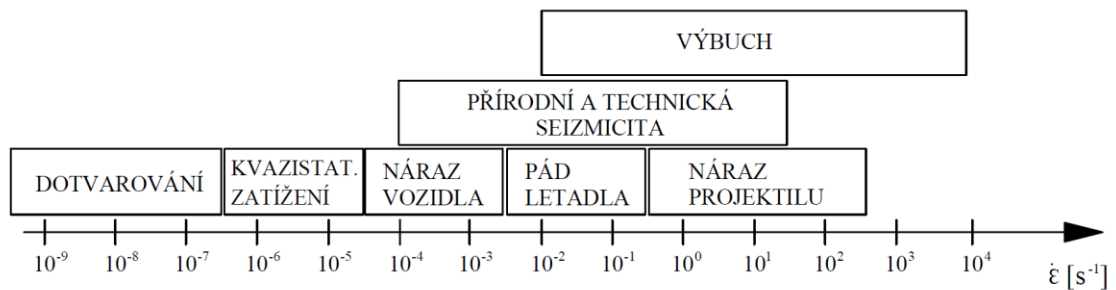 VÝBUCH
PŘÍRODNÍ A TECHNICKÁ
SEIZMICITA
DOTVAROVÁNÍ
KVAZISTAT.
ZATÍŽENÍ
NÁRAZ
VOZIDLA
PÁD
LETADLA
NÁRAZ
PROJEKTILU
10⁻⁹ 10⁻⁸ 10⁻⁷ 10⁻⁶ 10⁻⁵ 10⁻⁴ 10⁻³ 10⁻² 10⁻¹ 10⁰ 10¹ 10² 10³ 10⁴
ε̇ [s⁻¹]